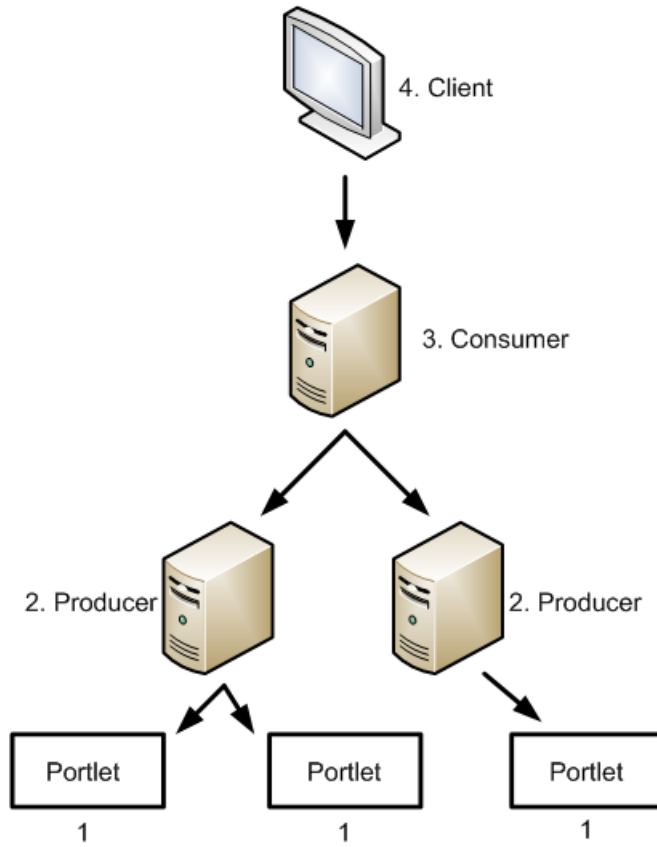 4. Client
3. Consumer
2. Producer
2. Producer
Portlet
Portlet
Portlet
1
1
1